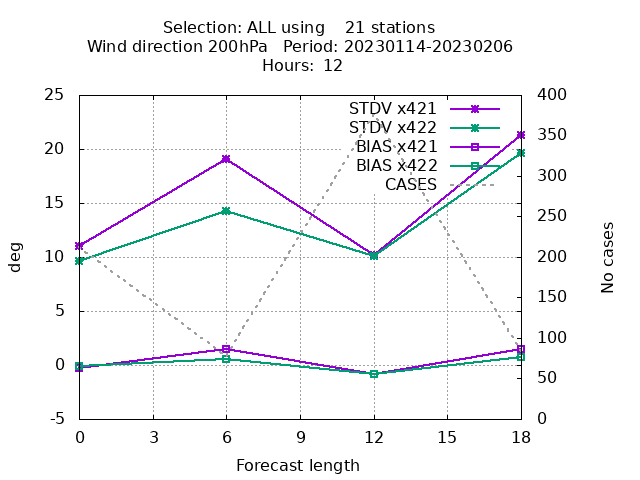 Selection: ALL using    21 stations
Wind direction 200hPa   Period: 20230114-20230206
Hours:  12
25
20
15
10
5
0
-5
400
350
300
250
200
150
100
50
0
STDV x421
STDV x422
BIAS x421
BIAS x422
CASES
deg
No cases
0 3 6 9 12 15 18
Forecast length